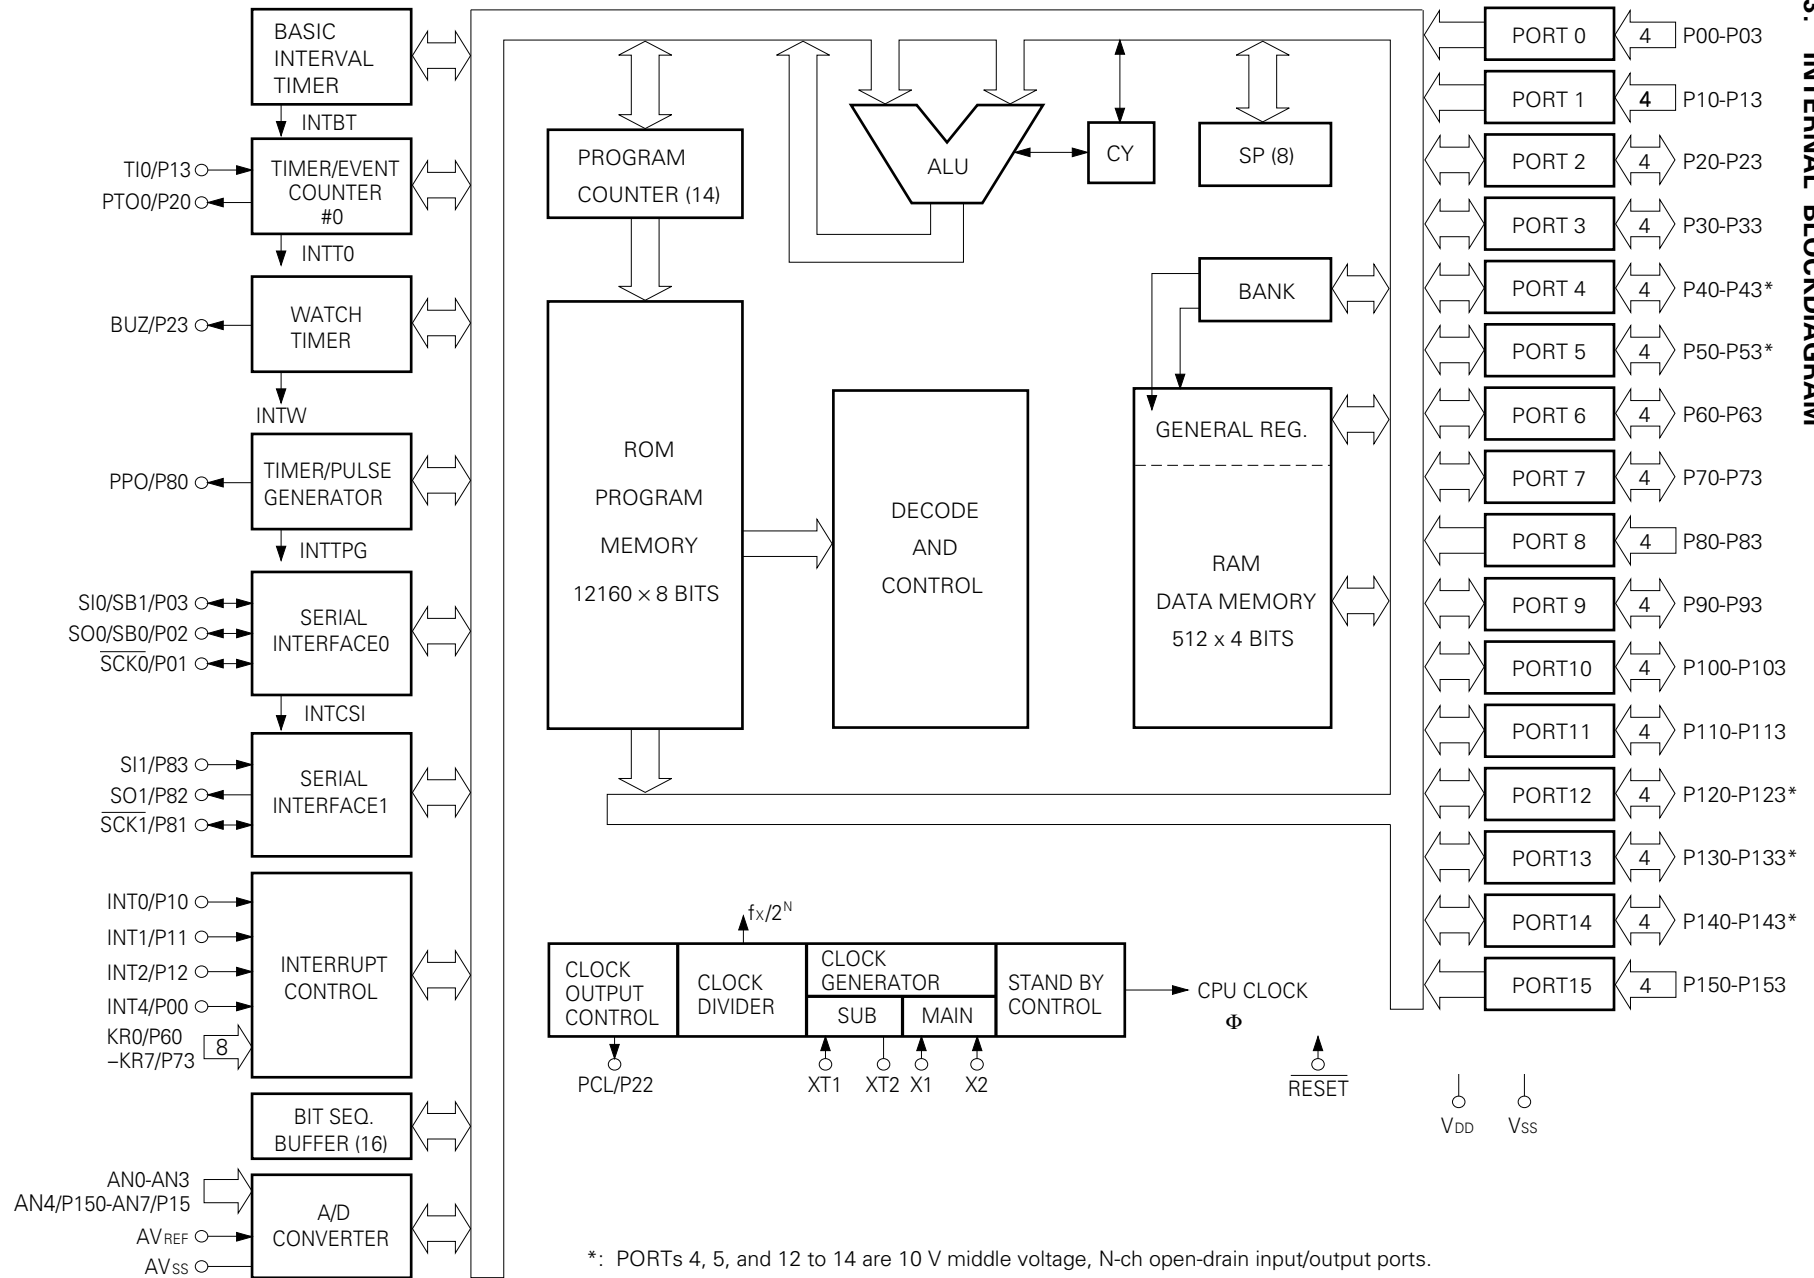 BASIC
INTERVAL
TIMER
INTBT
TI0/P13
PTO0/P20
TIMER/EVENT
COUNTER
#0
INTT0
BUZ/P23
WATCH
TIMER
INTW
PPO/P80
TIMER/PULSE
GENERATOR
INTTPG
SI0/SB1/P03
SO0/SB0/P02
SCK0/P01
SERIAL
INTERFACE0
INTCSI
SI1/P83
SO1/P82
SCK1/P81
SERIAL
INTERFACE1
INT0/P10
INT1/P11
INT2/P12
INT4/P00
KR0/P60
–KR7/P73
8
INTERRUPT
CONTROL
BIT SEQ.
BUFFER (16)
AN0-AN3
AN4/P150-AN7/P15
AVREF
AVSS
A/D
CONVERTER
PROGRAM
COUNTER (14)
ALU
CY
SP (8)
BANK
ROM
PROGRAM
MEMORY
12160 × 8 BITS
DECODE
AND
CONTROL
GENERAL REG.
RAM
DATA MEMORY
512 x 4 BITS
fx/2N
CLOCK
OUTPUT
CONTROL
CLOCK
DIVIDER
CLOCK
GENERATOR
SUB
MAIN
STAND BY
CONTROL
CPU CLOCK
Φ
PCL/P22
XT1
XT2
X1
X2
RESET
VDD
VSS
PORT 0
4
P00-P03
PORT 1
4
P10-P13
PORT 2
4
P20-P23
PORT 3
4
P30-P33
PORT 4
4
P40-P43*
PORT 5
4
P50-P53*
PORT 6
4
P60-P63
PORT 7
4
P70-P73
PORT 8
4
P80-P83
PORT 9
4
P90-P93
PORT10
4
P100-P103
PORT11
4
P110-P113
PORT12
4
P120-P123*
PORT13
4
P130-P133*
PORT14
4
P140-P143*
PORT15
4
P150-P153
INTERNAL BLOCKDIAGRAM
*: PORTs 4, 5, and 12 to 14 are 10 V middle voltage, N-ch open-drain input/output ports.